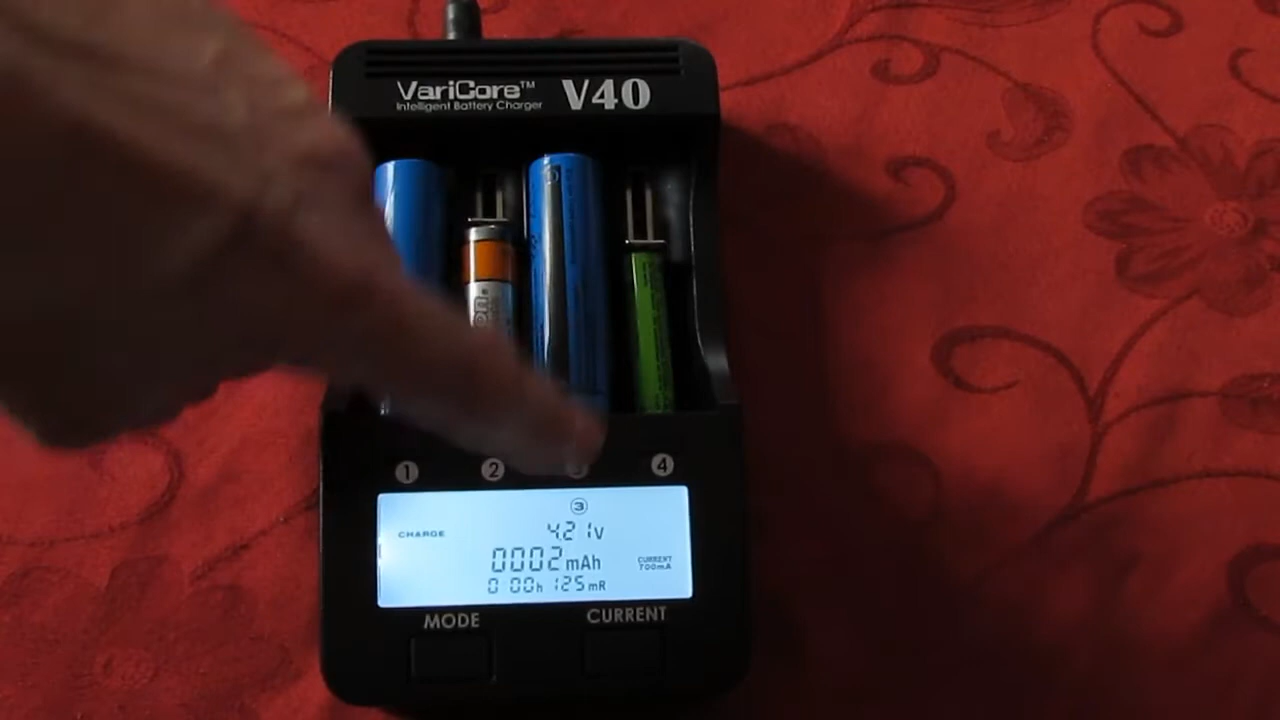 VariCore™ V40
Intelligent Battery Charger
1 2 3 4
3
CHARGE 4.21v
0002mAh CURRENT
700mA
0:00h 125mR
MODE CURRENT